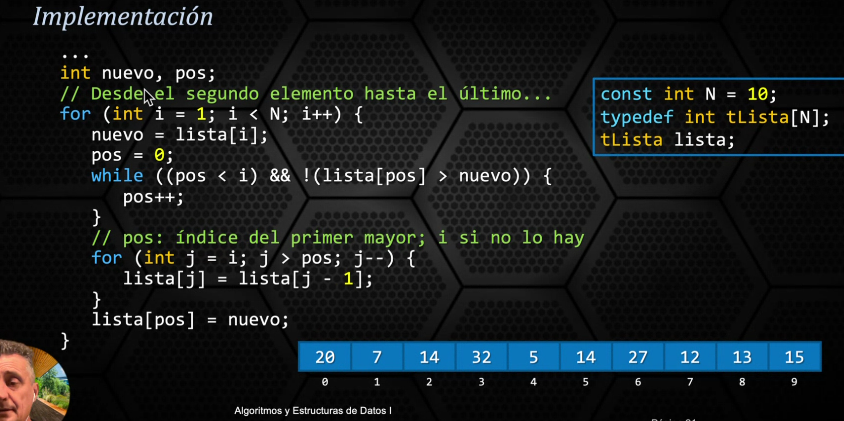 Implementación
...
int nuevo, pos;
// Desde el segundo elemento hasta el último...
for (int i = 1; i < N; i++) {
nuevo = lista[i];
pos = 0;
while ((pos < i) && !(lista[pos] > nuevo)) {
pos++;
}
// pos: índice del primer mayor; i si no lo hay
for (int j = i; j > pos; j--) {
lista[j] = lista[j - 1];
}
lista[pos] = nuevo;
}
const int N = 10;
typedef int tLista[N];
tLista lista;
20 7 14 32 5 14 27 12 13 15
0 1 2 3 4 5 6 7 8 9
Algoritmos y Estructuras de Datos I